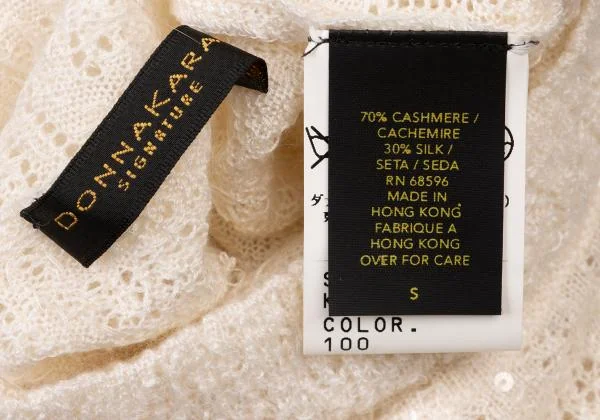 DONNAKARA
SIGNATURE
70% CASHMERE /
CACHEMIRE
30% SILK /
SETA / SEDA
RN 68596
MADE IN
HONG KONG
FABRIQUE A
HONG KONG
OVER FOR CARE
S
COLOR.
100